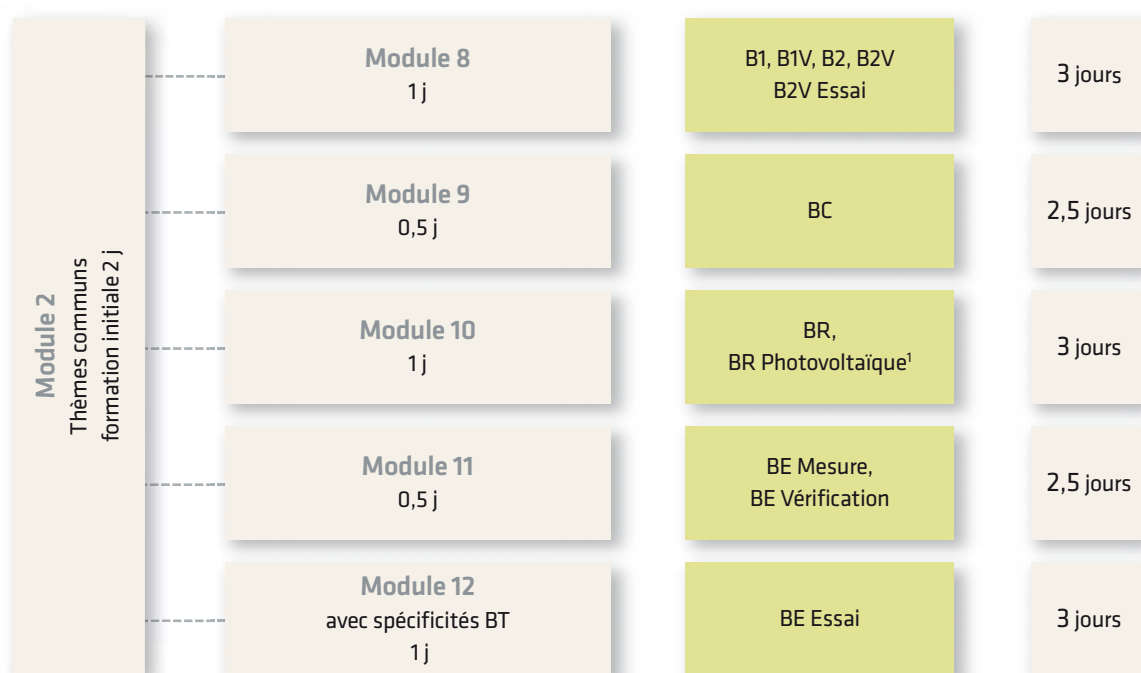 Module 2
Thèmes communs
formation initiale 2 j
Module 8
1 j
B1, B1V, B2, B2V
B2V Essai
3 jours
Module 9
0,5 j
BC
2,5 jours
Module 10
1 j
BR,
BR Photovoltaïque¹
3 jours
Module 11
0,5 j
BE Mesure,
BE Vérification
2,5 jours
Module 12
avec spécificités BT
1 j
BE Essai
3 jours